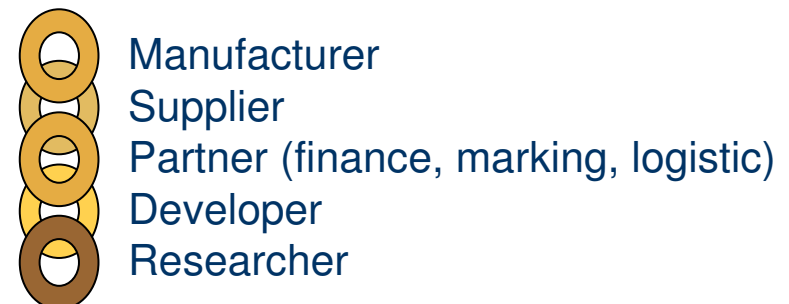 Manufacturer
Supplier
Partner (finance, marking, logistic)
Developer
Researcher